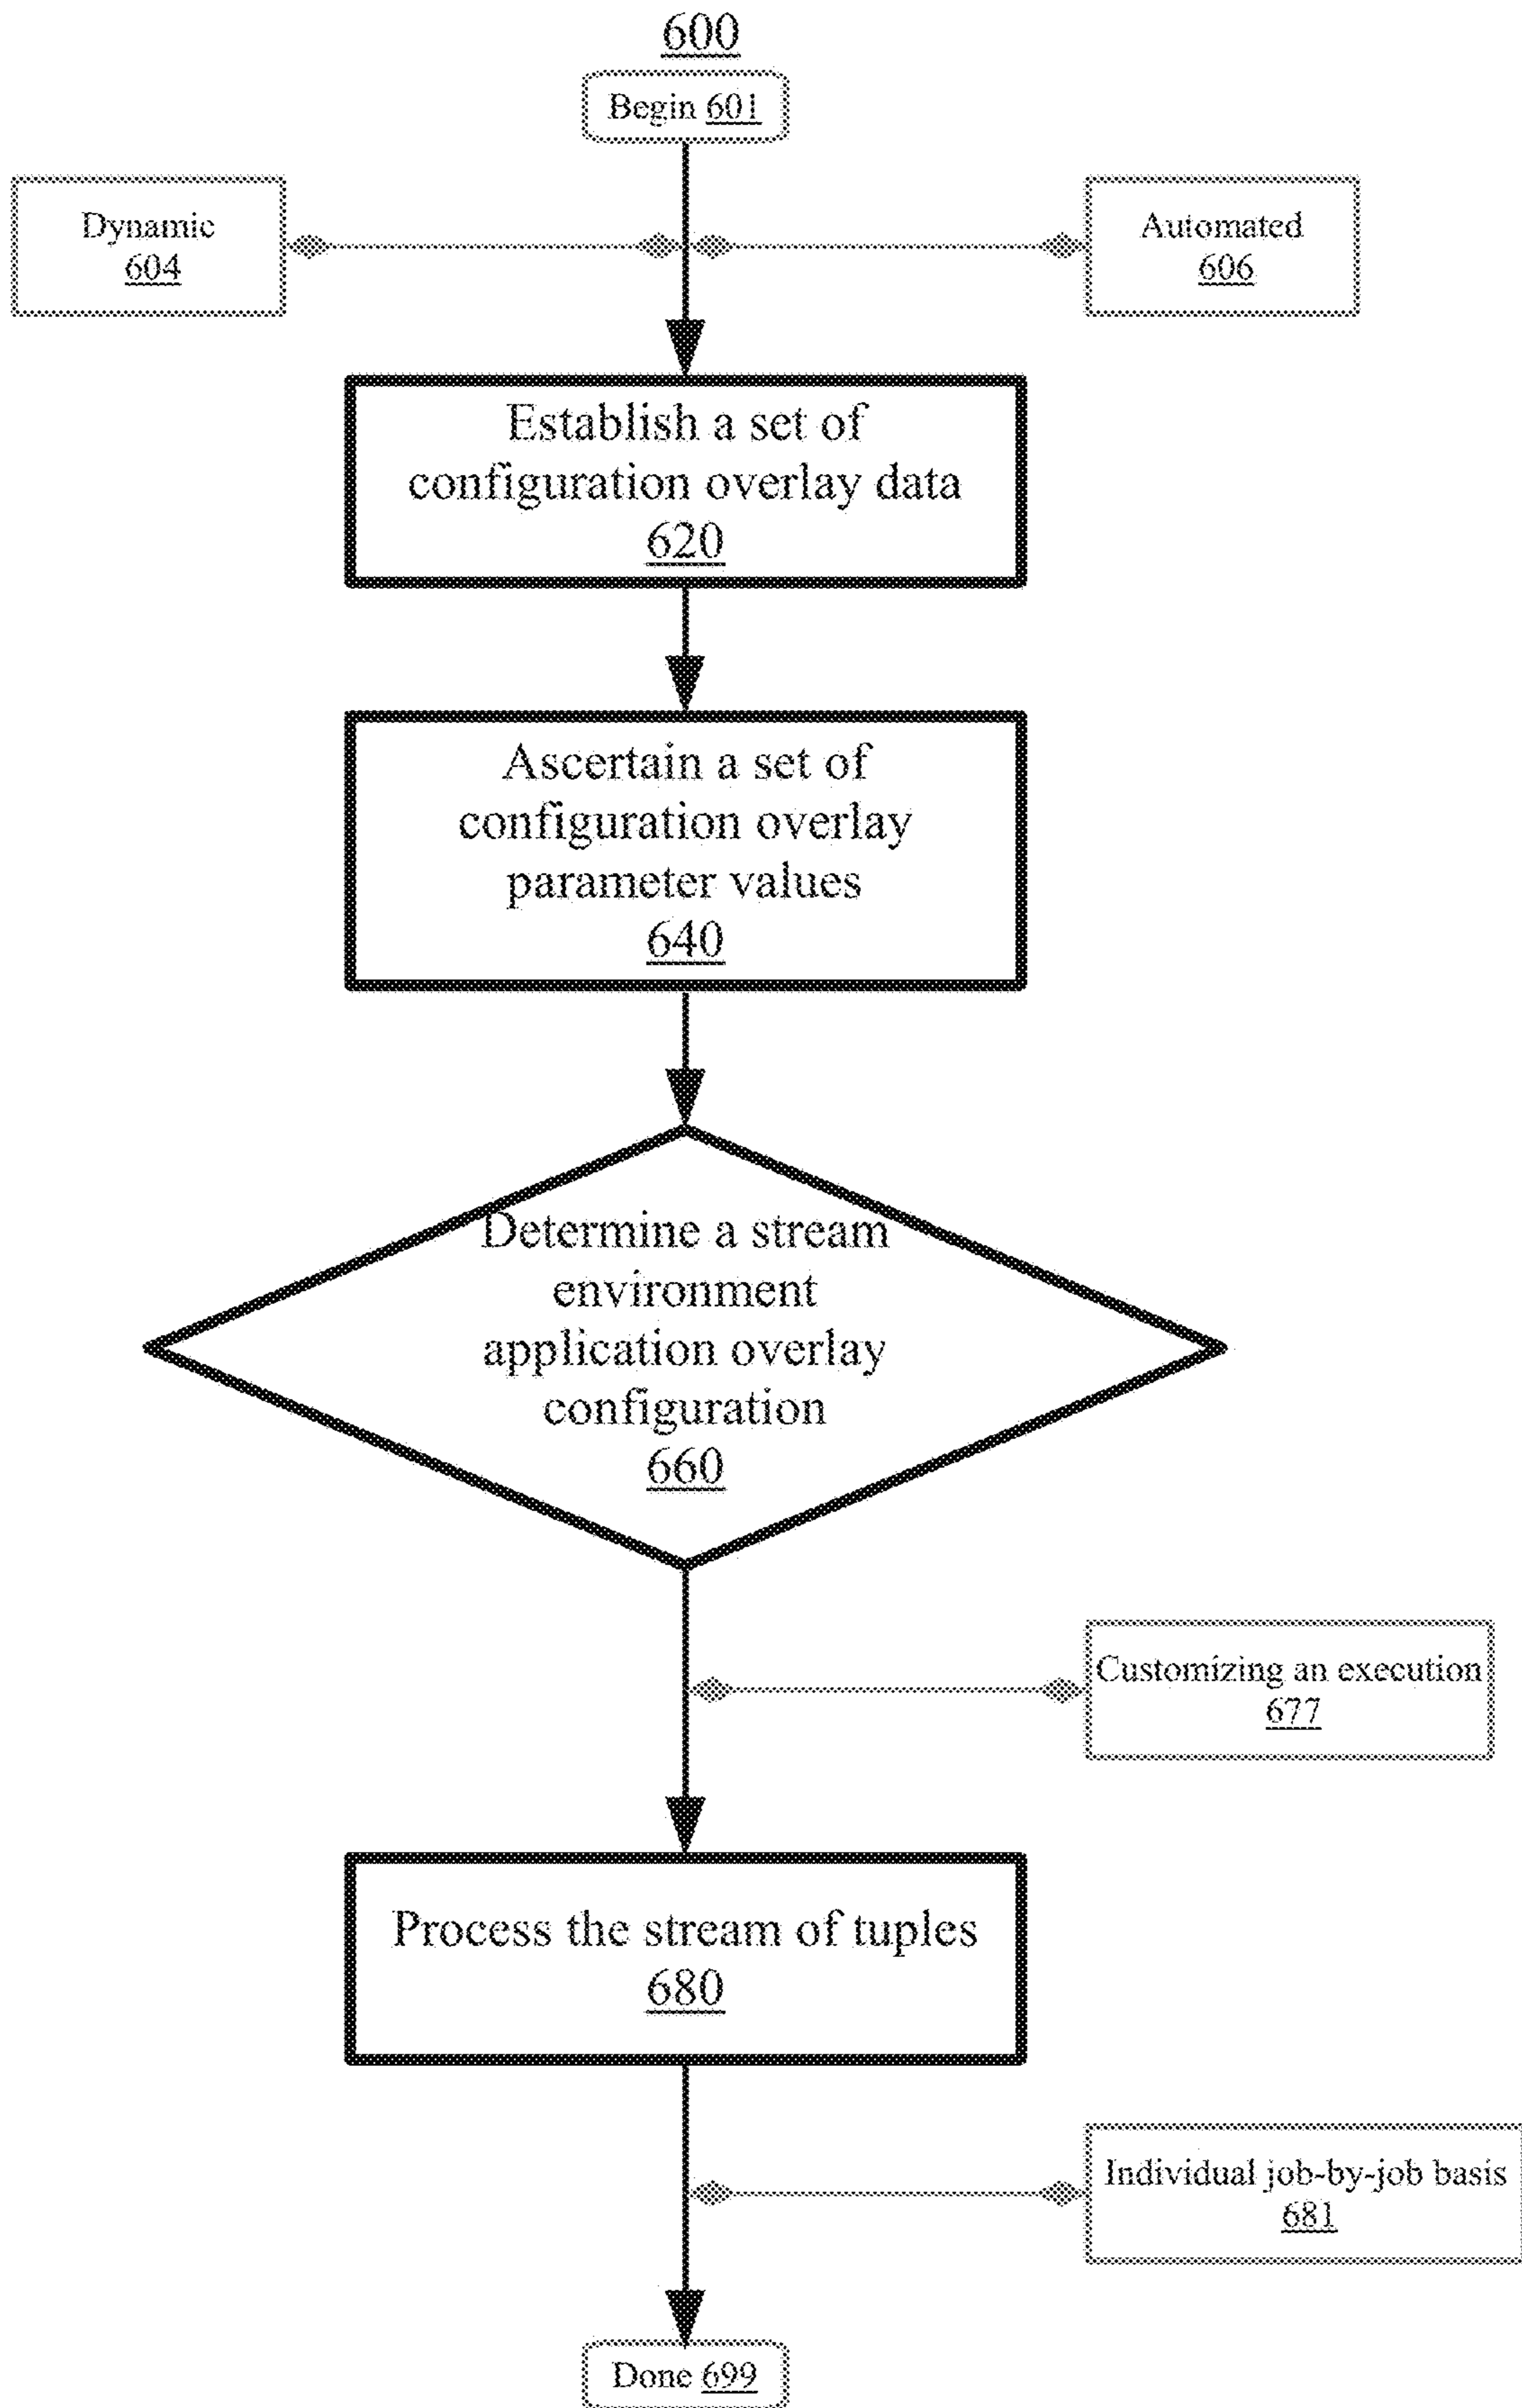 600
Begin 601
Dynamic
604
Automated
606
Establish a set of
configuration overlay data
620
Ascertain a set of
configuration overlay
parameter values
640
Determine a stream
environment
application overlay
configuration
660
Customizing an execution
677
Process the stream of tuples
680
Individual job-by-job basis
681
Done 699